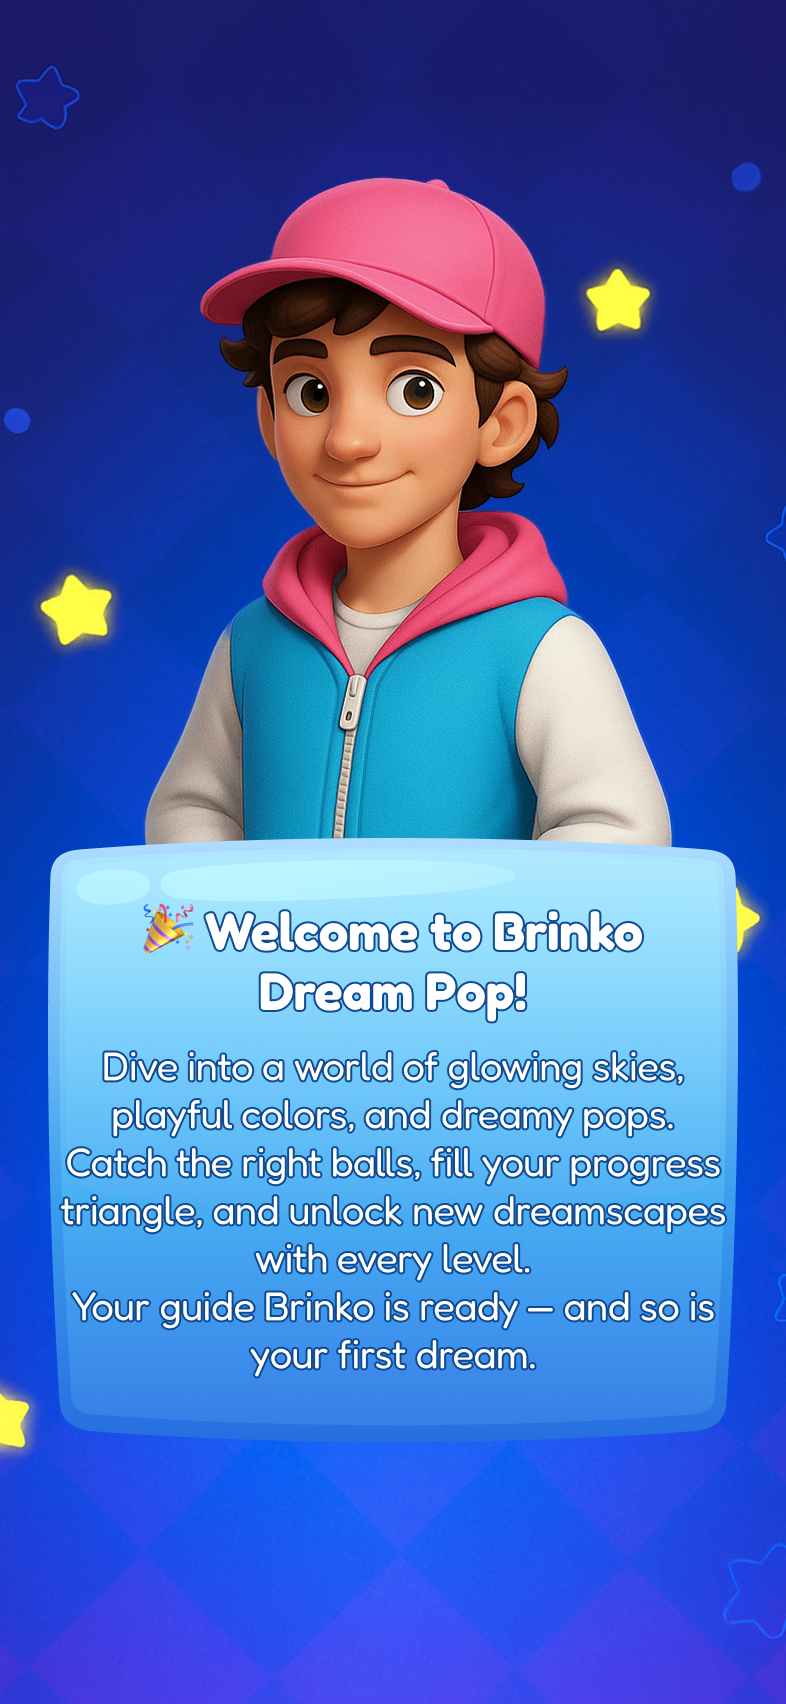 🎉 Welcome to Brinko
Dream Pop!
Dive into a world of glowing skies,
playful colors, and dreamy pops.
Catch the right balls, fill your progress
triangle, and unlock new dreamscapes
with every level.
Your guide Brinko is ready — and so is
your first dream.